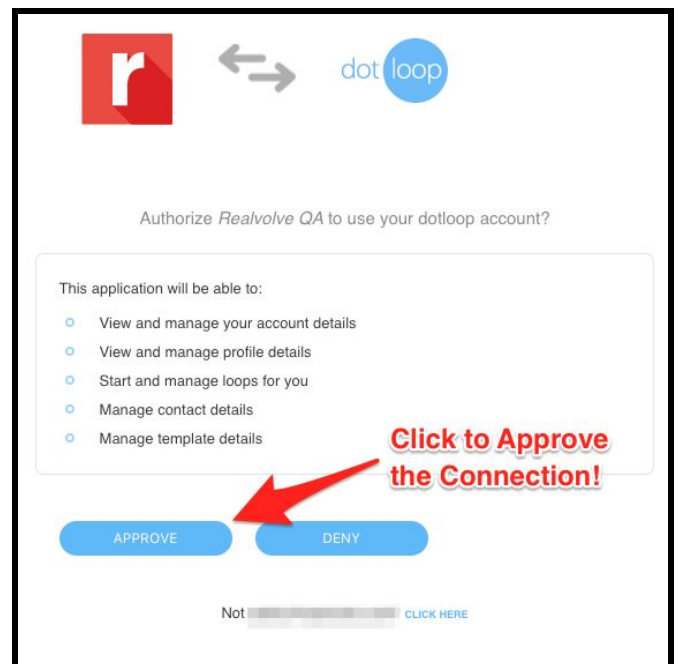 r
dot loop
Authorize Realvolve QA to use your dotloop account?
This application will be able to:
View and manage your account details
View and manage profile details
Start and manage loops for you
Manage contact details
Manage template details
Click to Approve
the Connection!
APPROVE DENY
Not CLICK HERE